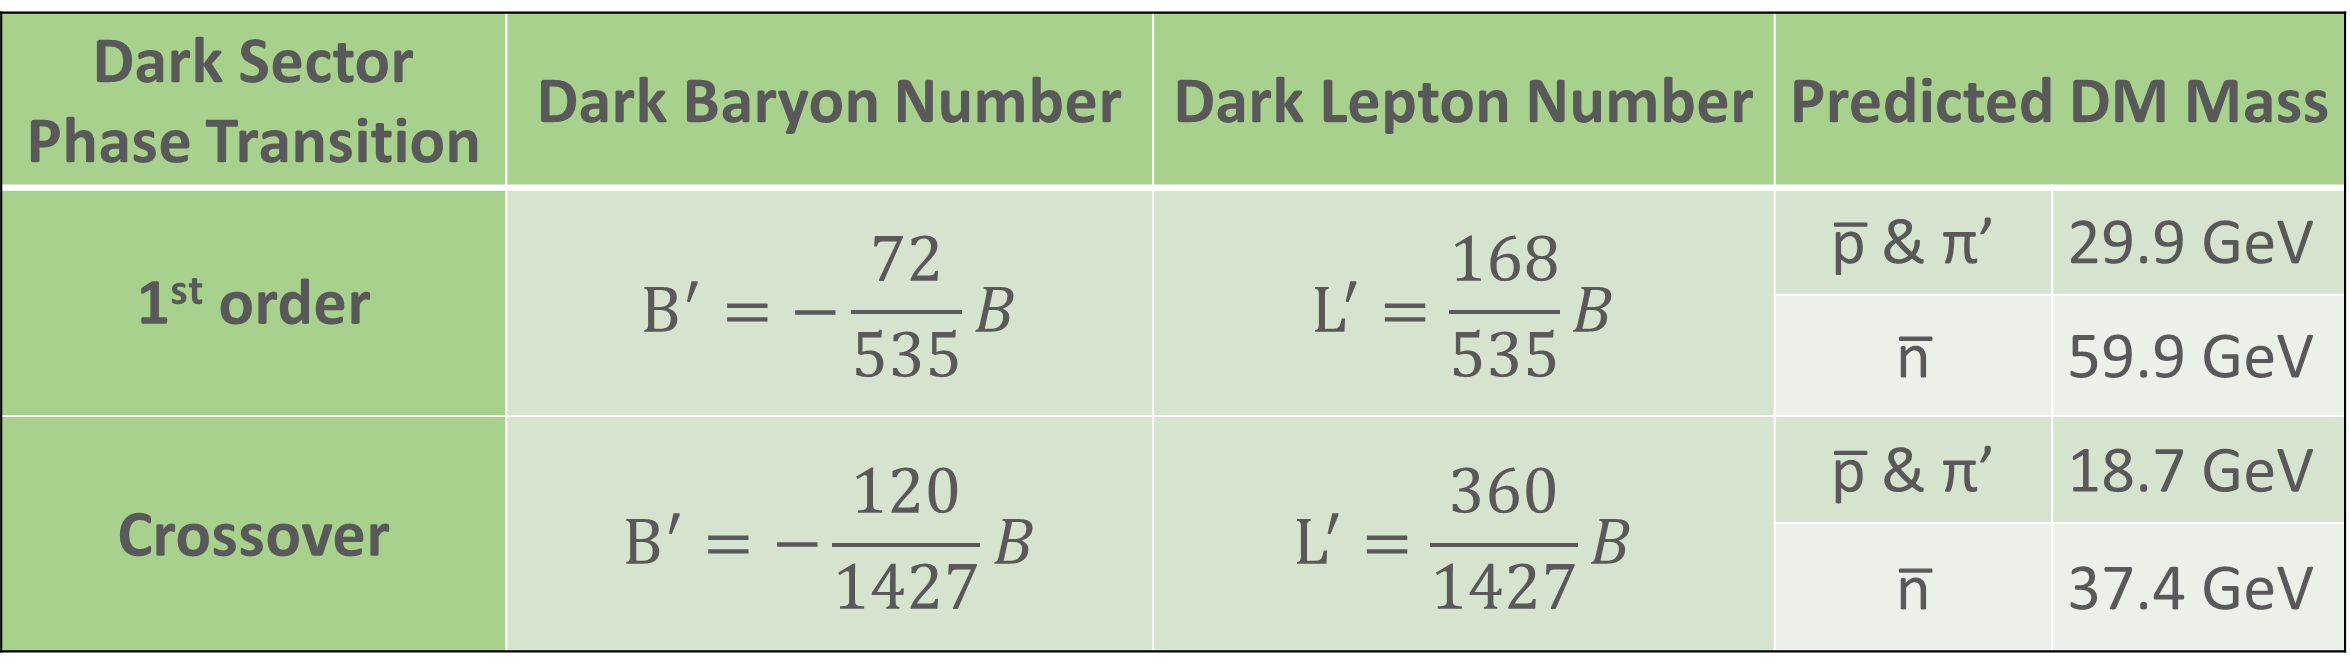 Dark Sector
Phase Transition
Dark Baryon Number
Dark Lepton Number
Predicted DM Mass
1st order
B′ = −72/535 B
L′ = 168/535 B
p̅ & π’
29.9 GeV
n̅
59.9 GeV
Crossover
B′ = −120/1427 B
L′ = 360/1427 B
p̅ & π’
18.7 GeV
n̅
37.4 GeV